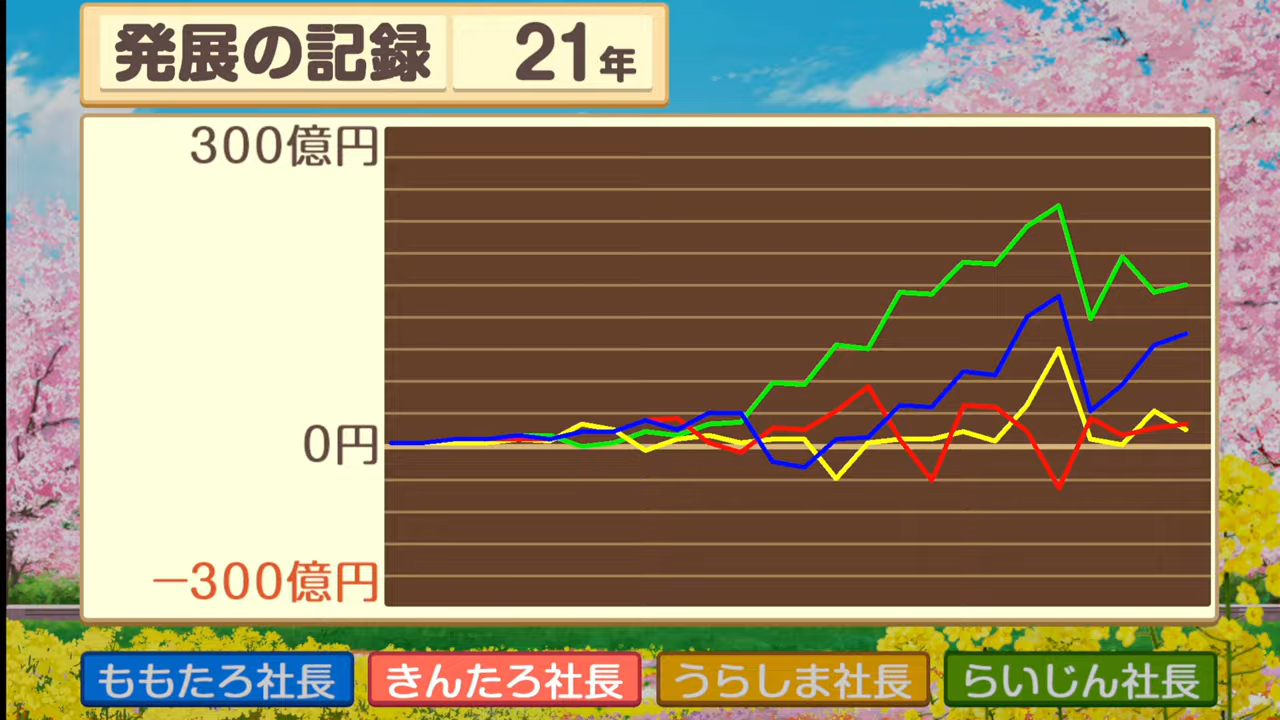 発展の記録 21年
300億円
0円
−300億円
ももたろ社長 きんたろ社長 うらしま社長 らいじん社長